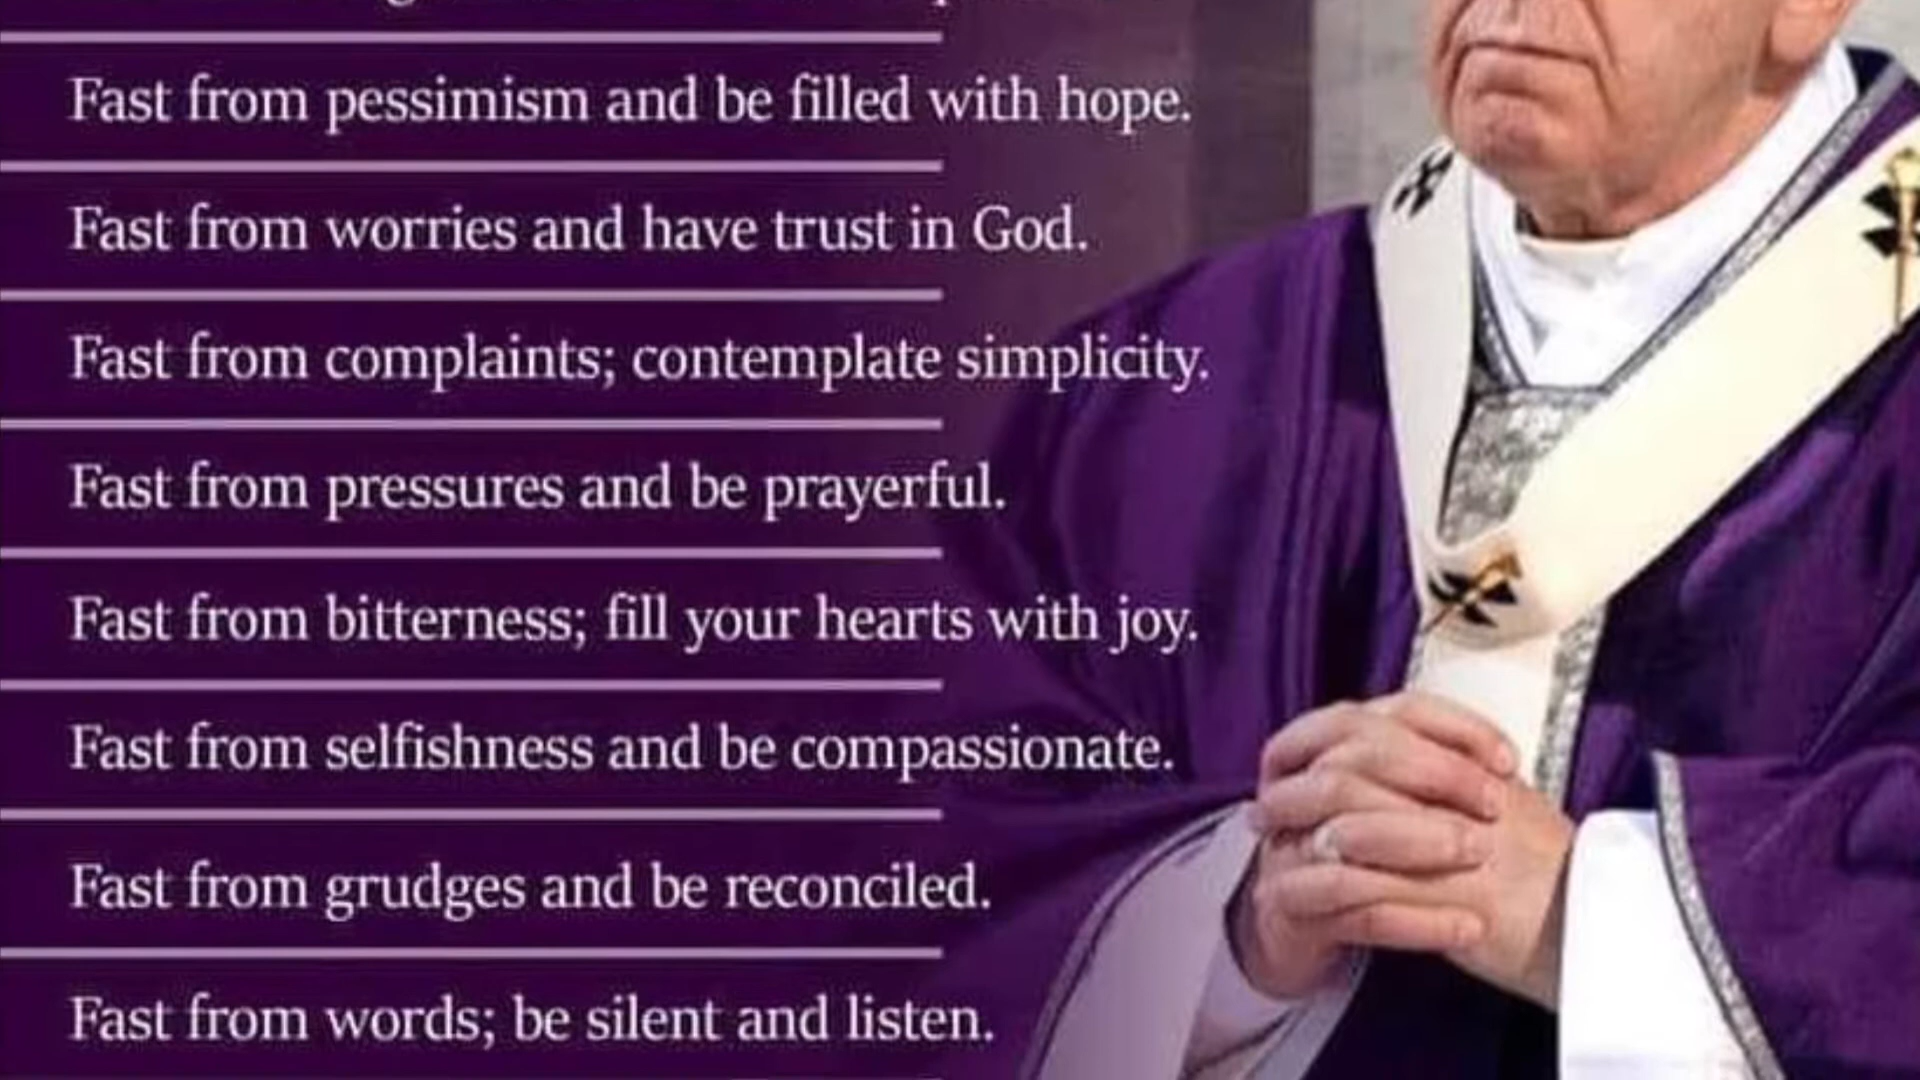 Fast from pessimism and be filled with hope.
Fast from worries and have trust in God.
Fast from complaints; contemplate simplicity.
Fast from pressures and be prayerful.
Fast from bitterness; fill your hearts with joy.
Fast from selfishness and be compassionate.
Fast from grudges and be reconciled.
Fast from words; be silent and listen.